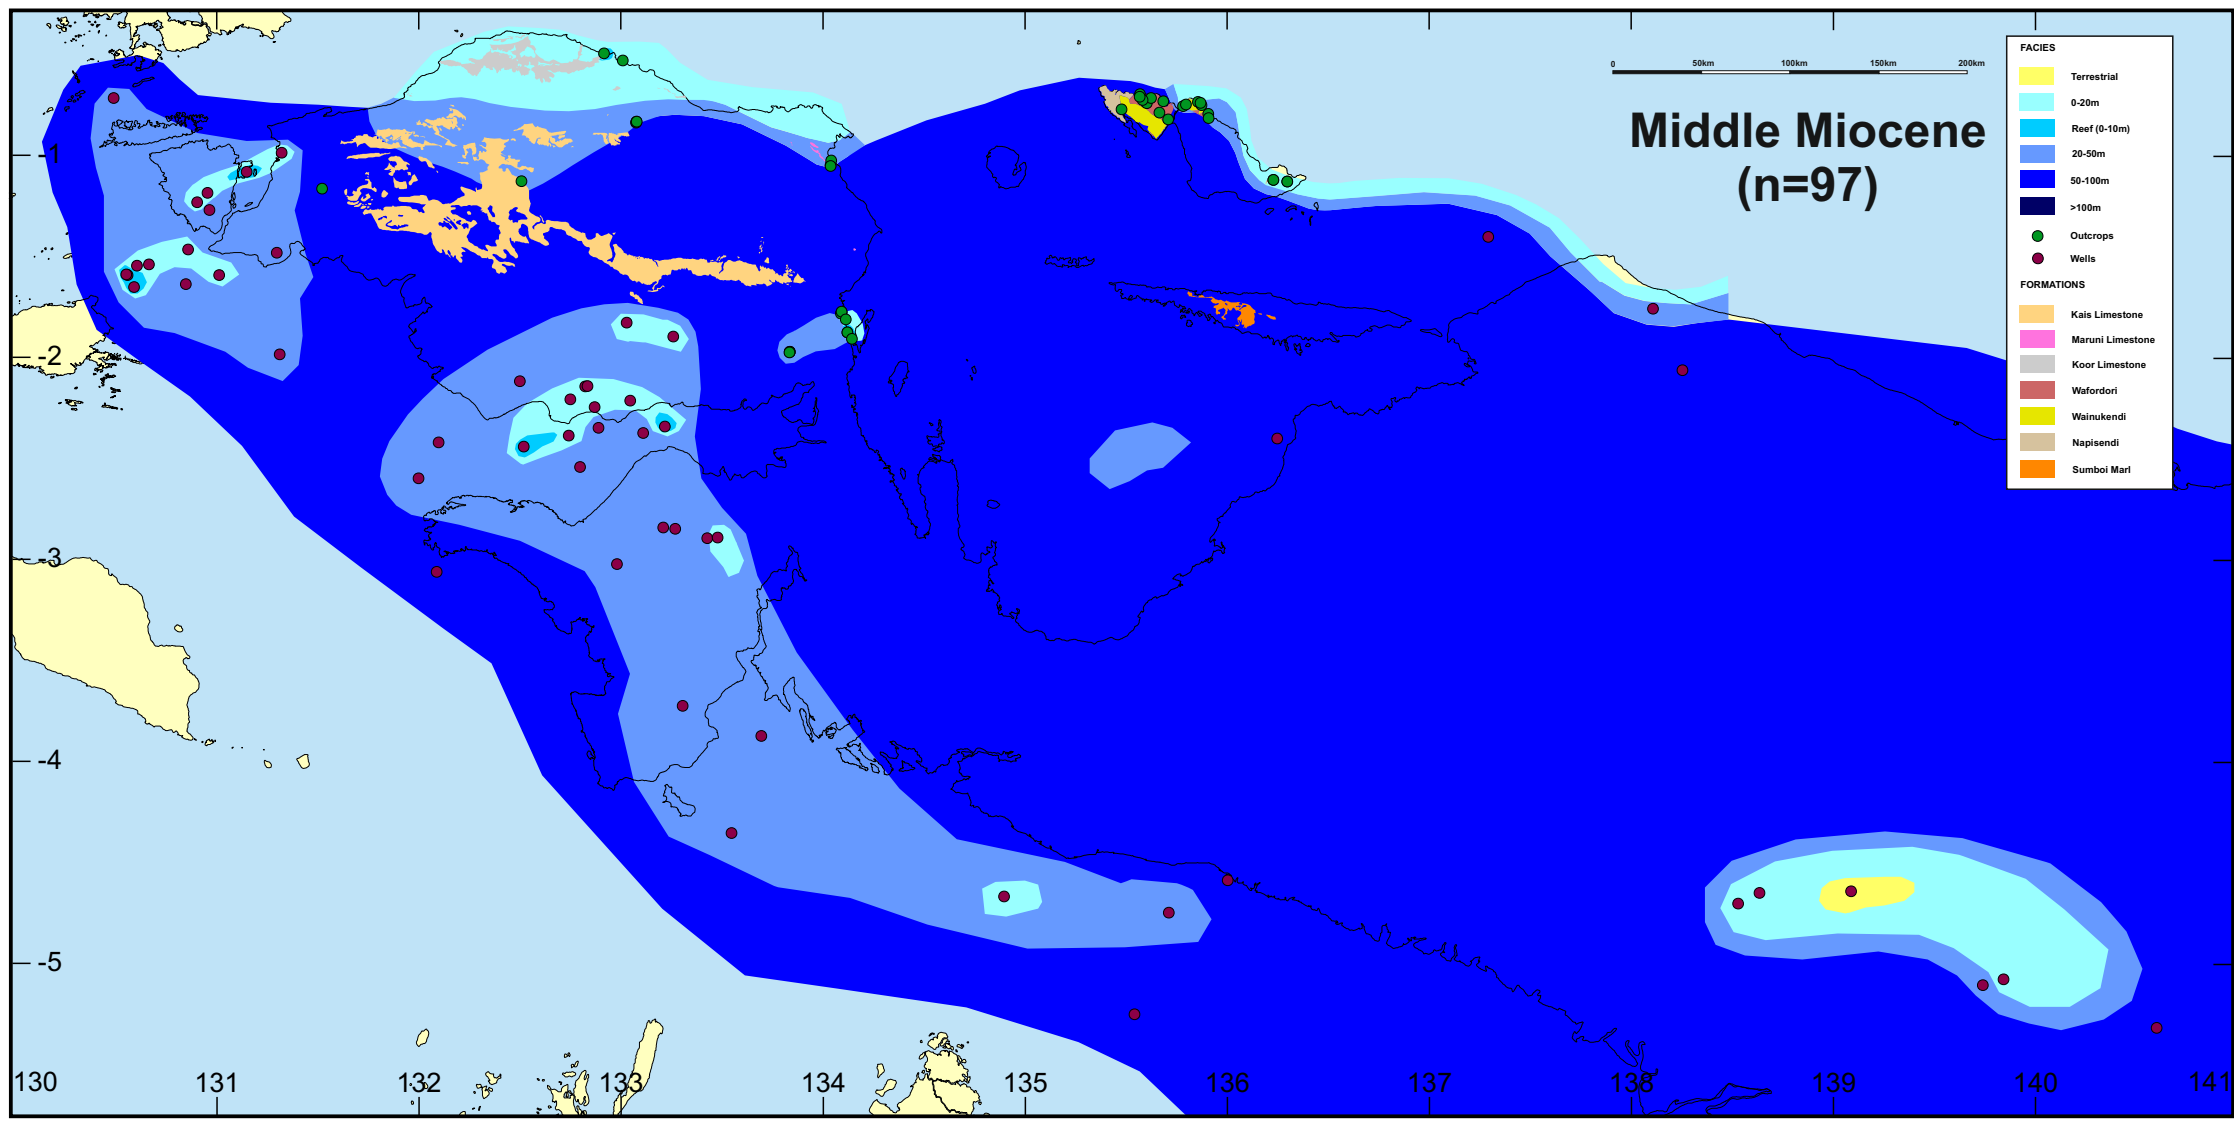 0 50km 100km 150km 200km
Middle Miocene
(n=97)
FACIES
Terrestrial
0-20m
Reef (0-10m)
20-50m
50-100m
>100m
Outcrops
Wells
FORMATIONS
Kais Limestone
Maruni Limestone
Koor Limestone
Wafordori
Wainukendi
Napisendi
Sumboi Marl
-1
-2
-3
-4
-5
130 131 132 133 134 135 136 137 138 139 140 141